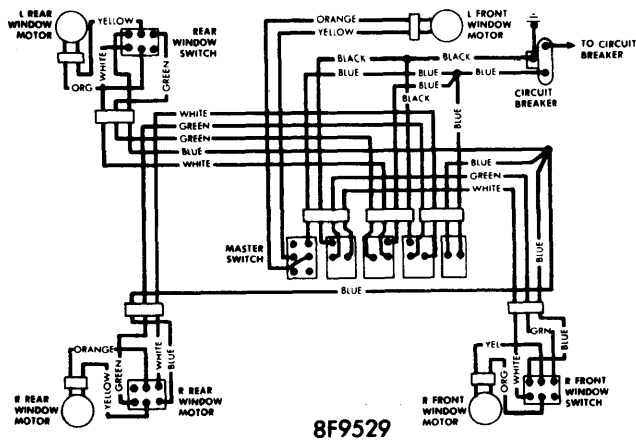 L REAR
WINDOW
MOTOR
YELLOW
REAR
WINDOW
SWITCH
WHITE
GREEN
ORG
ORANGE
YELLOW
L FRONT
WINDOW
MOTOR
BLACK
BLACK
TO CIRCUIT
BREAKER
BLUE
BLUE
BLUE
BLUE
CIRCUIT
BREAKER
BLACK
BLUE
WHITE
GREEN
GREEN
BLUE
WHITE
BLUE
GREEN
WHITE
MASTER
SWITCH
BLUE
BLUE
ORANGE
GREEN
WHITE
BLUE
YELLOW
R REAR
WINDOW
MOTOR
R REAR
WINDOW
MOTOR
YEL
GRN
BLUE
ORG
WHITE
R FRONT
WINDOW
MOTOR
R FRONT
WINDOW
SWITCH
8F9529